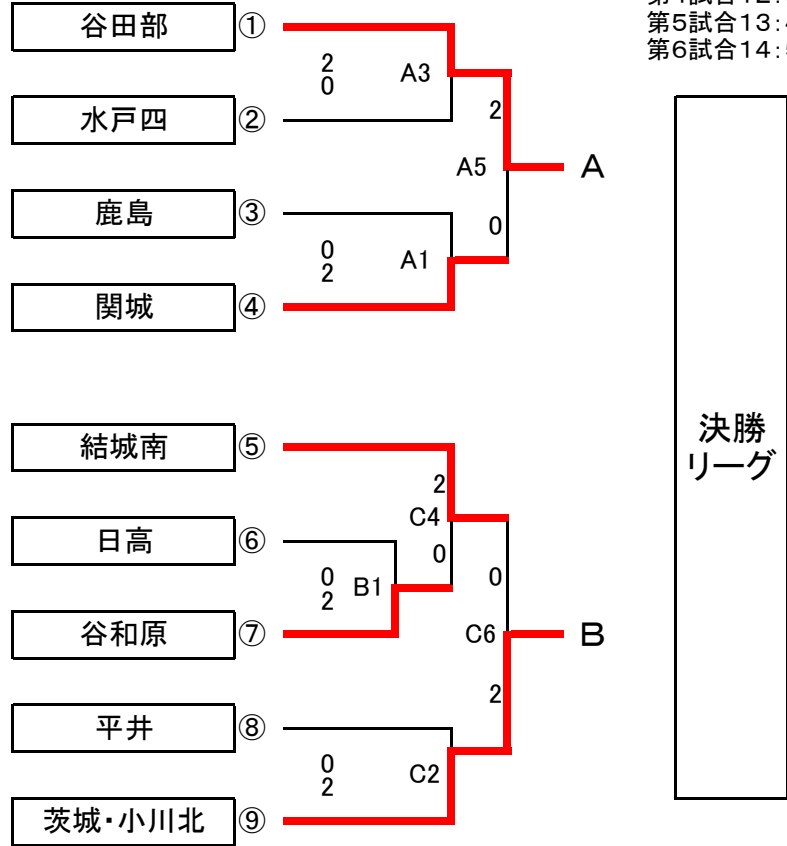 第5試合13:
第6試合14:
谷田部 ①
2
0
A3
水戸四 ②
2
A5
A
鹿島 ③
0
0
2
A1
関城 ④
結城南 ⑤
2
C4
日高 ⑥
0
0
0
2
B1
谷和原 ⑦
C6
B
2
平井 ⑧
0
2
C2
茨城・小川北 ⑨
決勝
リーグ